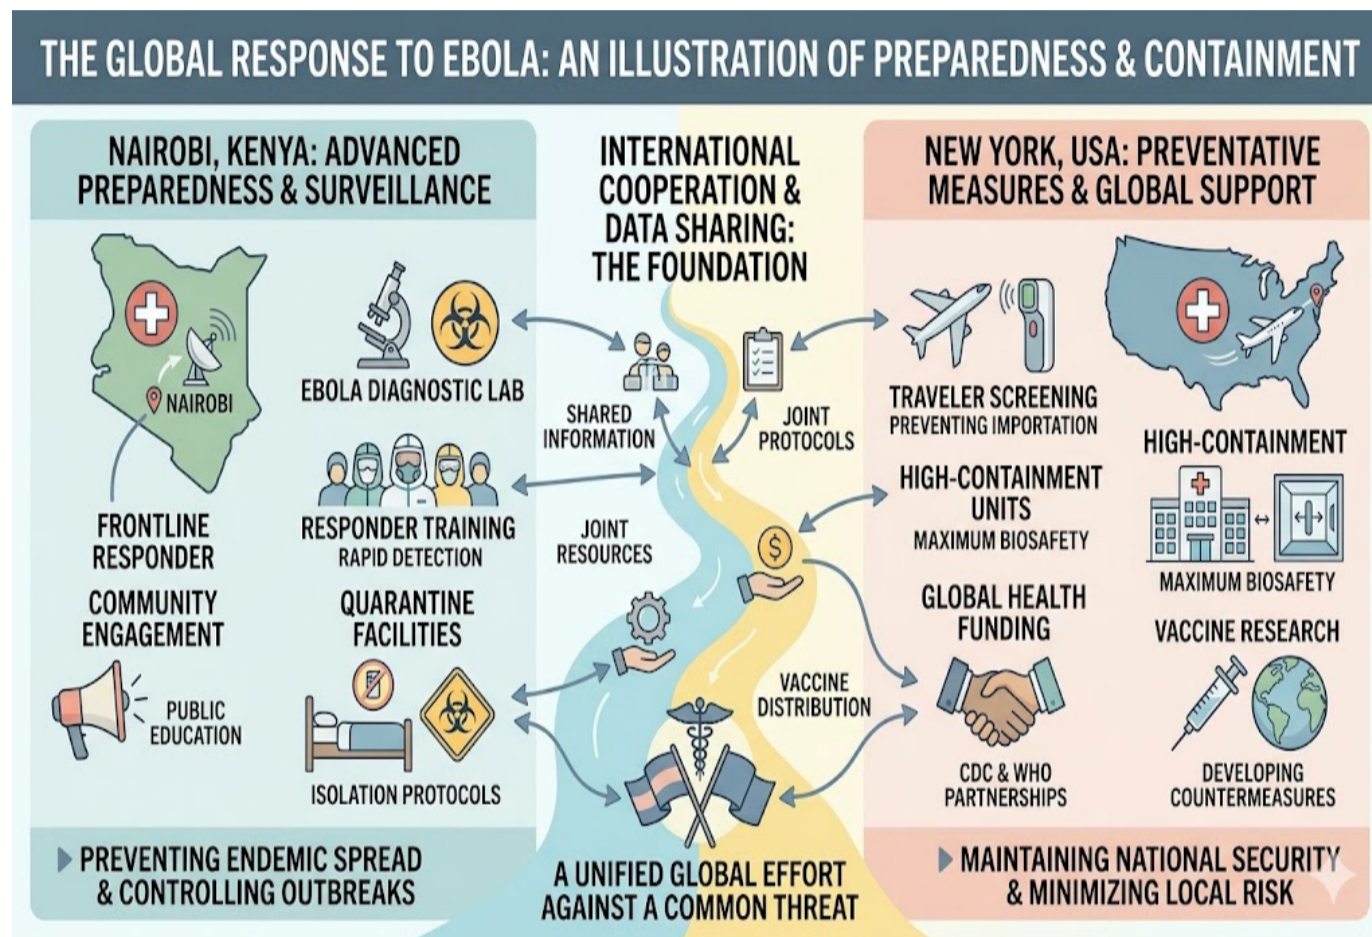 THE GLOBAL RESPONSE TO EBOLA: AN ILLUSTRATION OF PREPAREDNESS & CONTAINMENT
NAIROBI, KENYA: ADVANCED
PREPAREDNESS & SURVEILLANCE
NAIROBI
EBOLA DIAGNOSTIC LAB
FRONTLINE
RESPONDER
RESPONDER TRAINING
RAPID DETECTION
COMMUNITY
ENGAGEMENT
PUBLIC
EDUCATION
QUARANTINE
FACILITIES
ISOLATION PROTOCOLS
PREVENTING ENDEMIC SPREAD
& CONTROLLING OUTBREAKS
INTERNATIONAL
COOPERATION &
DATA SHARING:
THE FOUNDATION
SHARED
INFORMATION
JOINT
PROTOCOLS
JOINT
RESOURCES
$
VACCINE
DISTRIBUTION
A UNIFIED GLOBAL EFFORT
AGAINST A COMMON THREAT
NEW YORK, USA: PREVENTATIVE
MEASURES & GLOBAL SUPPORT
TRAVELER SCREENING
PREVENTING IMPORTATION
HIGH-CONTAINMENT
UNITS
MAXIMUM BIOSAFETY
HIGH-CONTAINMENT
MAXIMUM BIOSAFETY
GLOBAL HEALTH
FUNDING
CDC & WHO
PARTNERSHIPS
VACCINE RESEARCH
DEVELOPING
COUNTERMEASURES
MAINTAINING NATIONAL SECURITY
& MINIMIZING LOCAL RISK